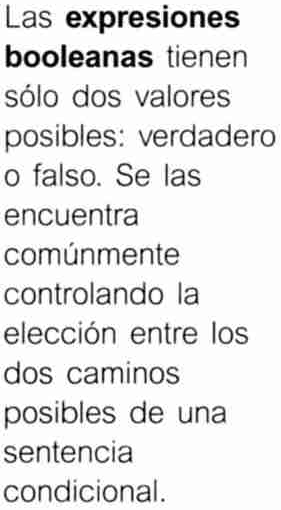 Las expresiones
booleanas tienen
sólo dos valores
posibles: verdadero
o falso. Se las
encuentra
comúnmente
controlando la
elección entre los
dos caminos
posibles de una
sentencia
condicional.